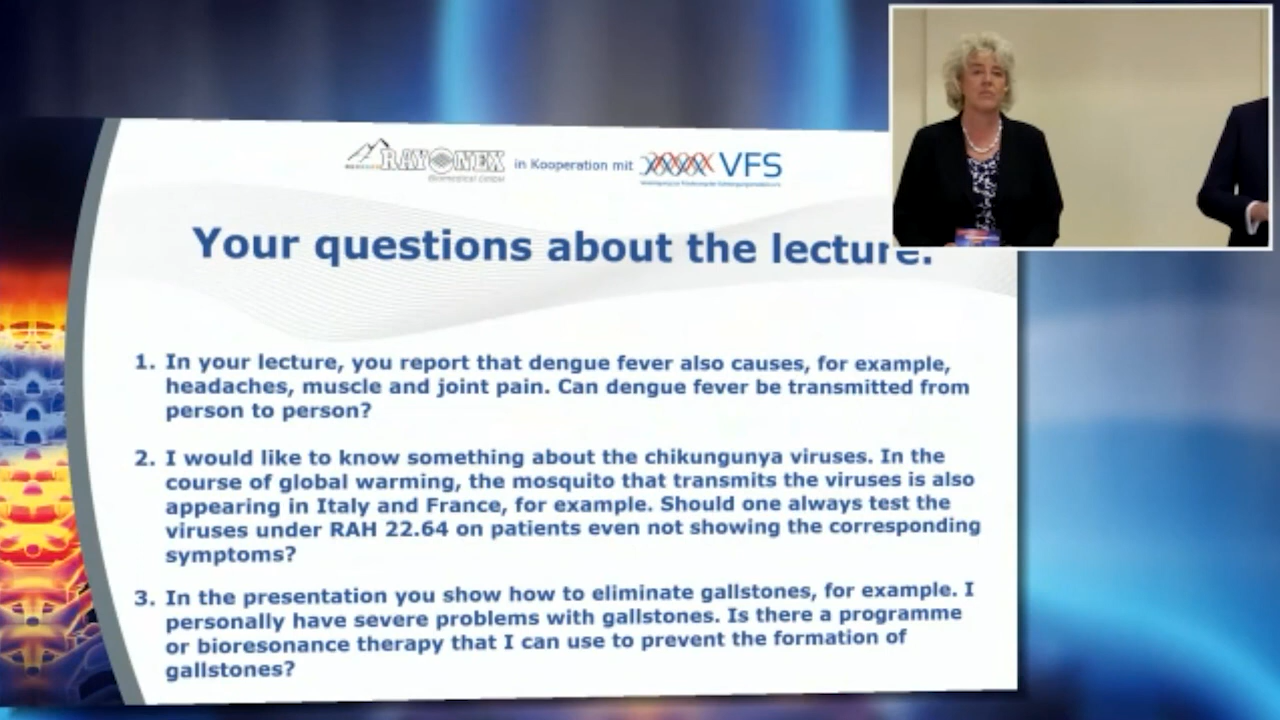 RAYONEX
Biomedical GmbH
in Kooperation mit
VFS
Your questions about the lecture.
1. In your lecture, you report that dengue fever also causes, for example,
headaches, muscle and joint pain. Can dengue fever be transmitted from
person to person?
2. I would like to know something about the chikungunya viruses. In the
course of global warming, the mosquito that transmits the viruses is also
appearing in Italy and France, for example. Should one always test the
viruses under RAH 22.64 on patients even not showing the corresponding
symptoms?
3. In the presentation you show how to eliminate gallstones, for example. I
personally have severe problems with gallstones. Is there a programme
or bioresonance therapy that I can use to prevent the formation of
gallstones?